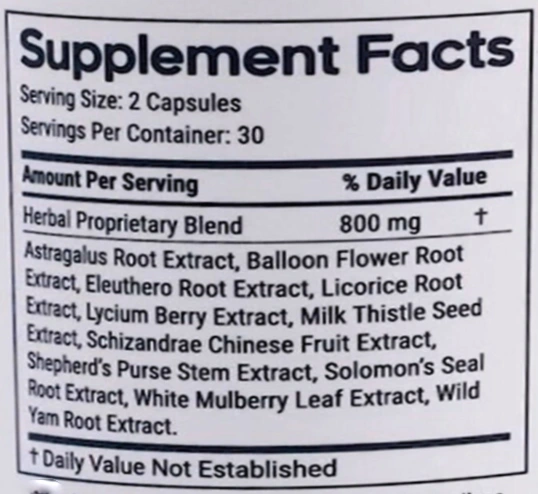 Supplement Facts
Serving Size: 2 Capsules
Servings Per Container: 30
Amount Per Serving % Daily Value
Herbal Proprietary Blend 800 mg †
Astragalus Root Extract, Balloon Flower Root
Extract, Eleuthero Root Extract, Licorice Root
Extract, Lycium Berry Extract, Milk Thistle Seed
Extract, Schizandrae Chinese Fruit Extract,
Shepherd's Purse Stem Extract, Solomon's Seal
Root Extract, White Mulberry Leaf Extract, Wild
Yam Root Extract.
† Daily Value Not Established